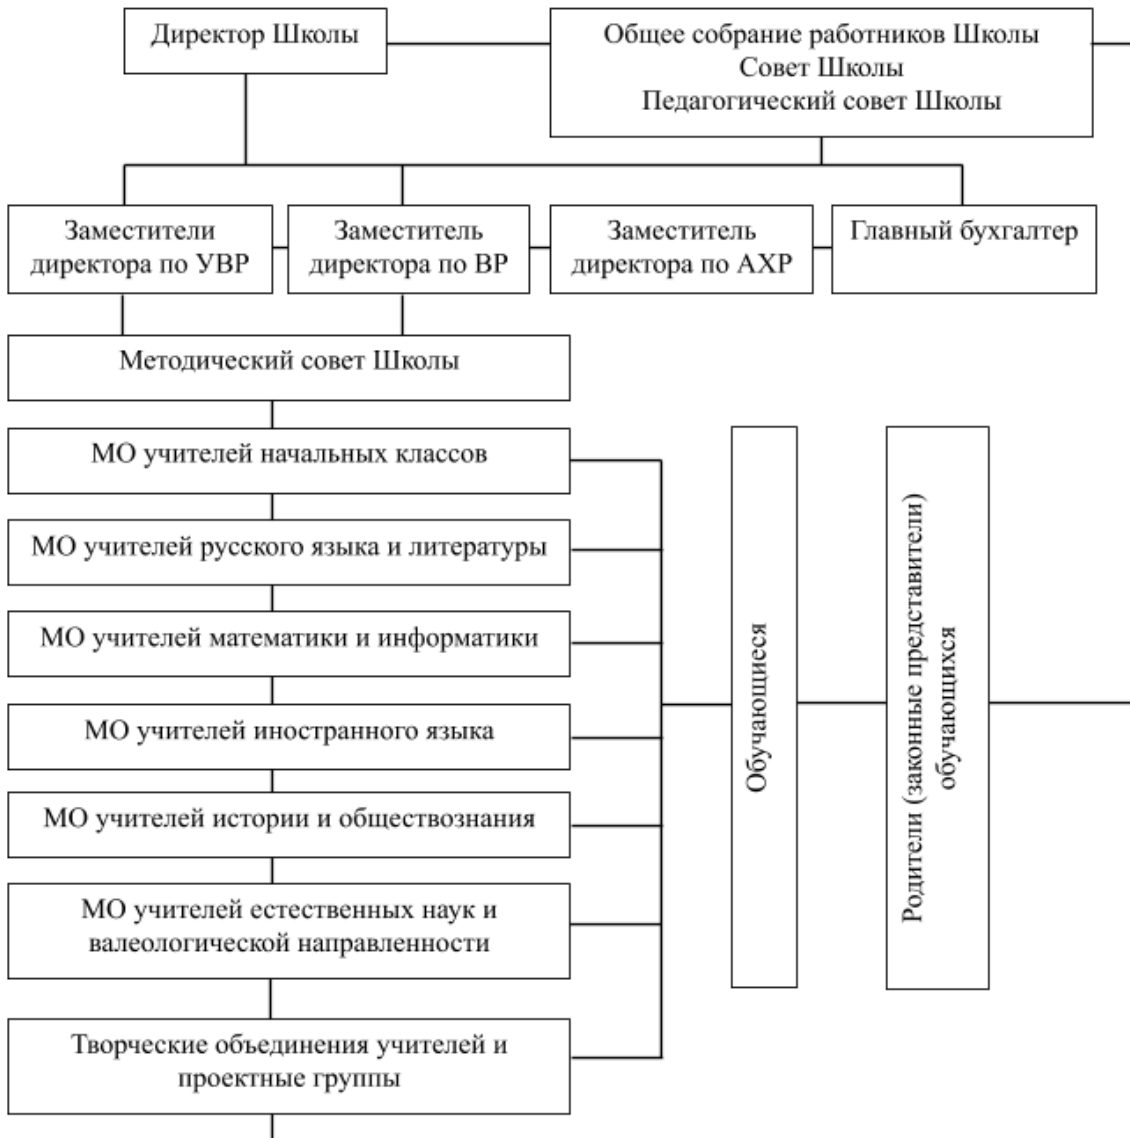 Директор Школы
Общее собрание работников Школы
Совет Школы
Педагогический совет Школы
Заместители
директора по УВР
Заместитель
директора по ВР
Заместитель
директора по АХР
Главный бухгалтер
Методический совет Школы
МО учителей начальных классов
МО учителей русского языка и литературы
МО учителей математики и информатики
МО учителей иностранного языка
МО учителей истории и обществознания
МО учителей естественных наук и
валеологической направленности
Творческие объединения учителей и
проектные группы
Обучающиеся
Родители (законные представители)
обучающихся